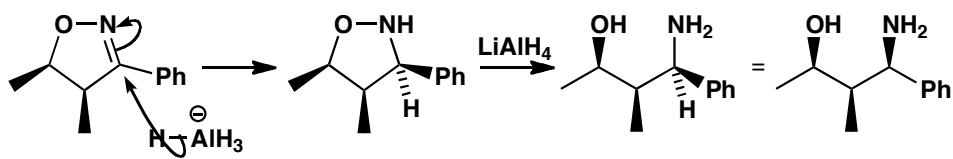 O N
Ph
H AlH3
⊖
O NH
Ph
H
LiAlH4
OH NH2
Ph
H
=
OH NH2
Ph